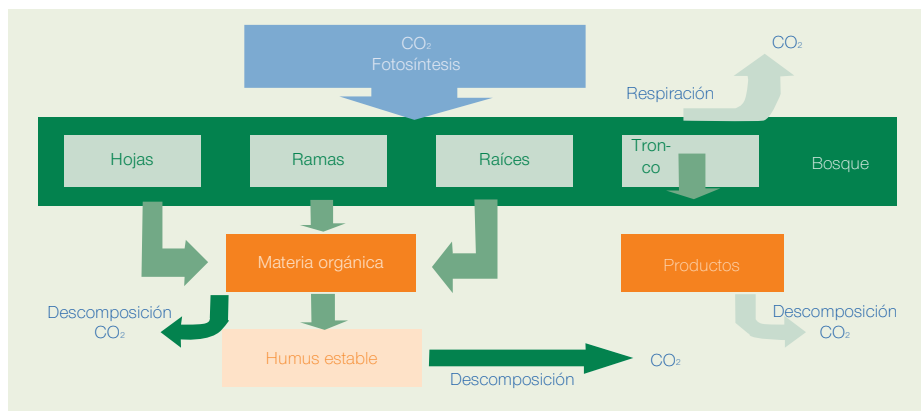 CO₂
Fotosíntesis
CO₂
Respiración
Hojas
Ramas
Raíces
Tron-
co
Bosque
Materia orgánica
Productos
Descomposición
CO₂
Descomposición
CO₂
Humus estable
Descomposición
CO₂